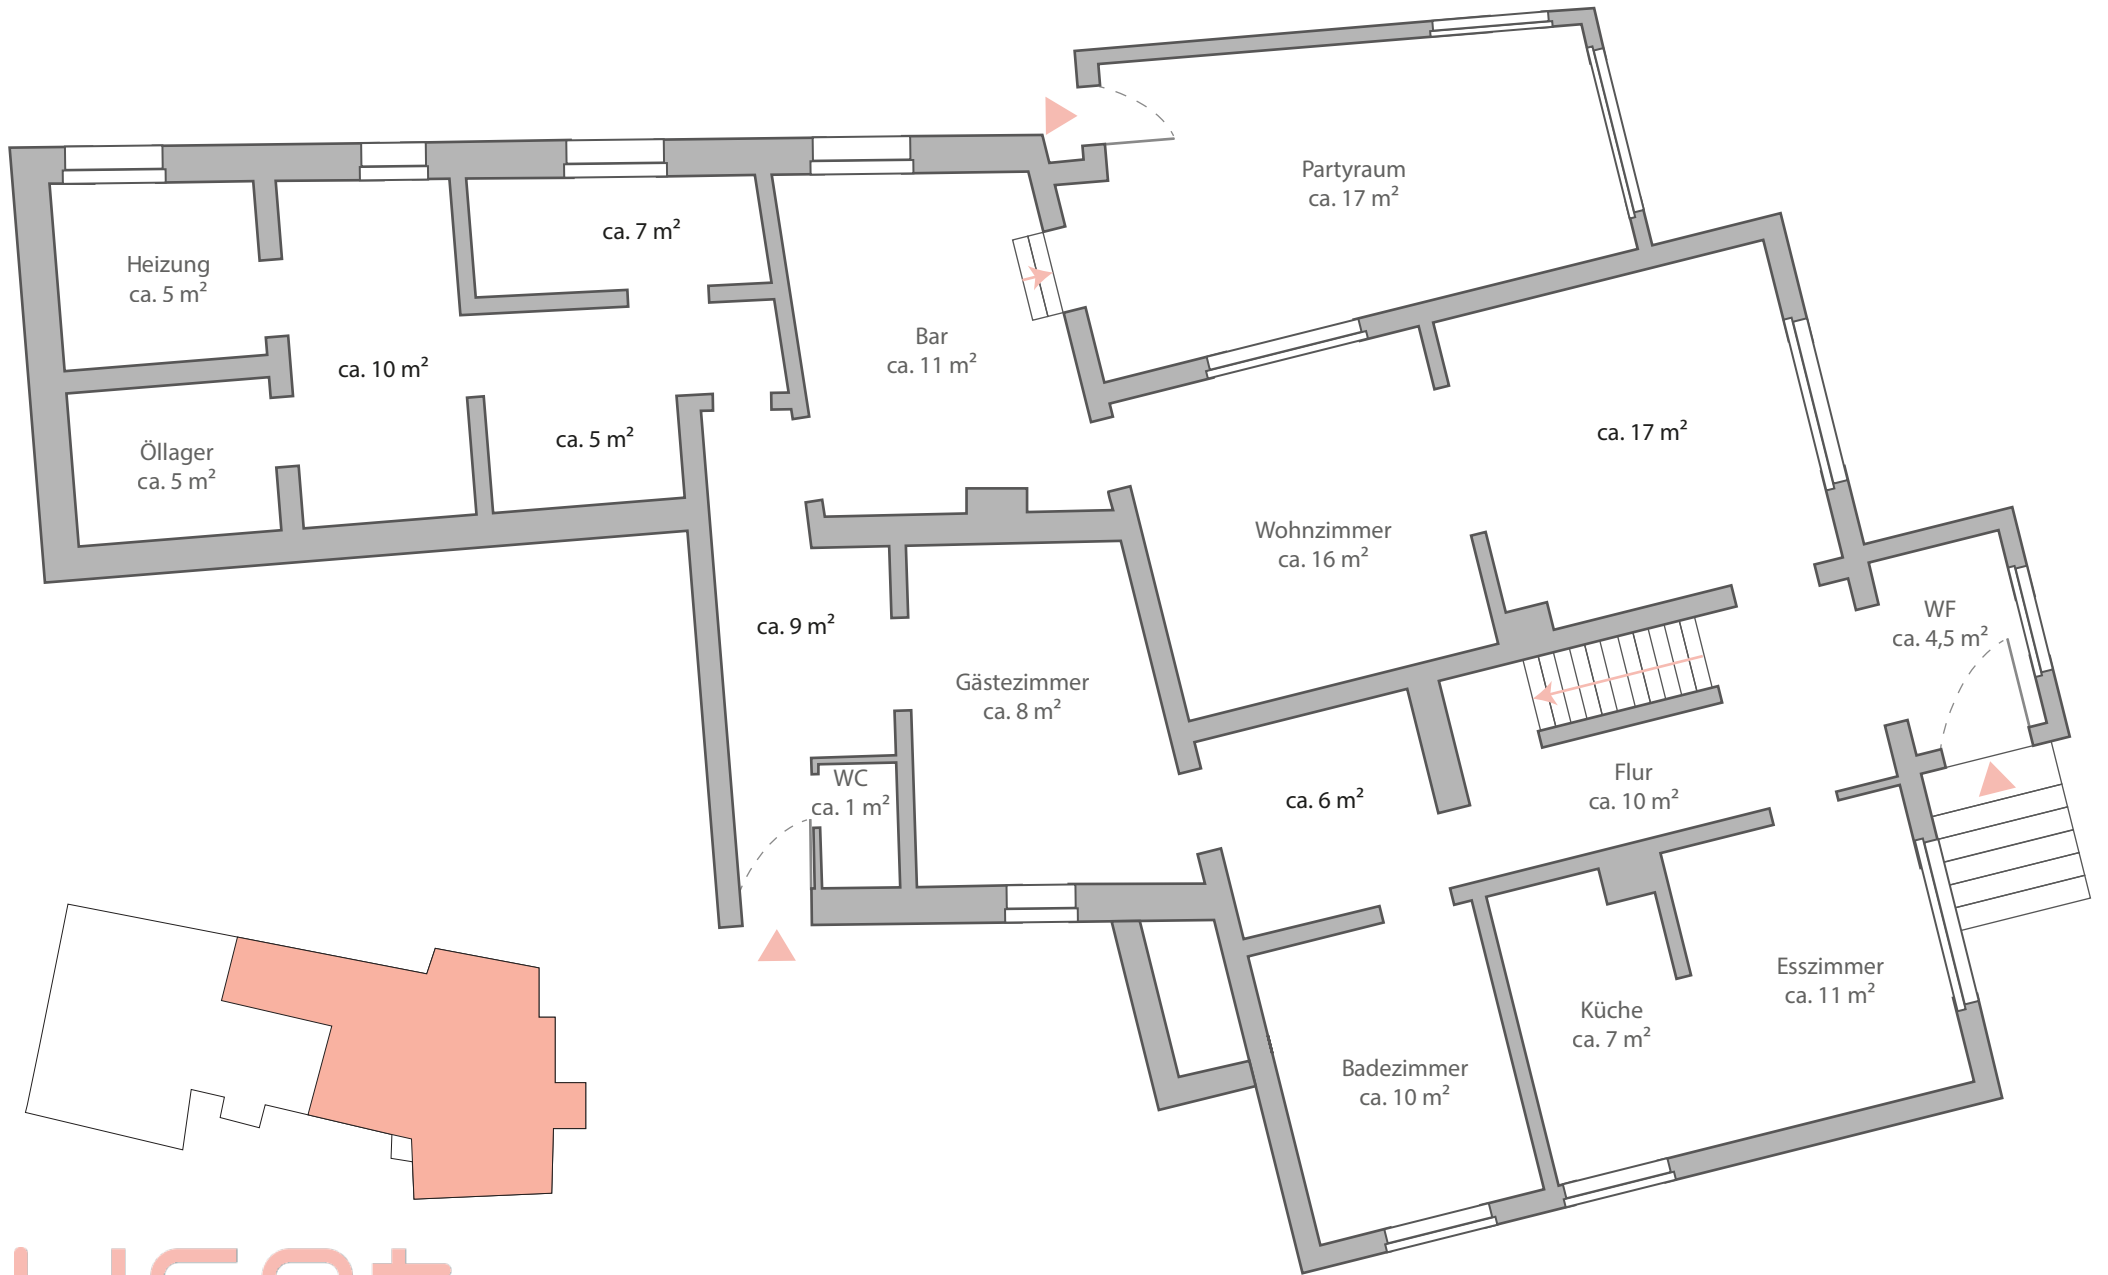 Partyraum
ca. 17 m²
ca. 7 m²
Heizung
ca. 5 m²
Bar
ca. 11 m²
ca. 10 m²
ca. 17 m²
ca. 5 m²
Öllager
ca. 5 m²
Wohnzimmer
ca. 16 m²
WF
ca. 4,5 m²
ca. 9 m²
Gästezimmer
ca. 8 m²
WC
ca. 1 m²
ca. 6 m²
Flur
ca. 10 m²
Esszimmer
ca. 11 m²
Küche
ca. 7 m²
Badezimmer
ca. 10 m²